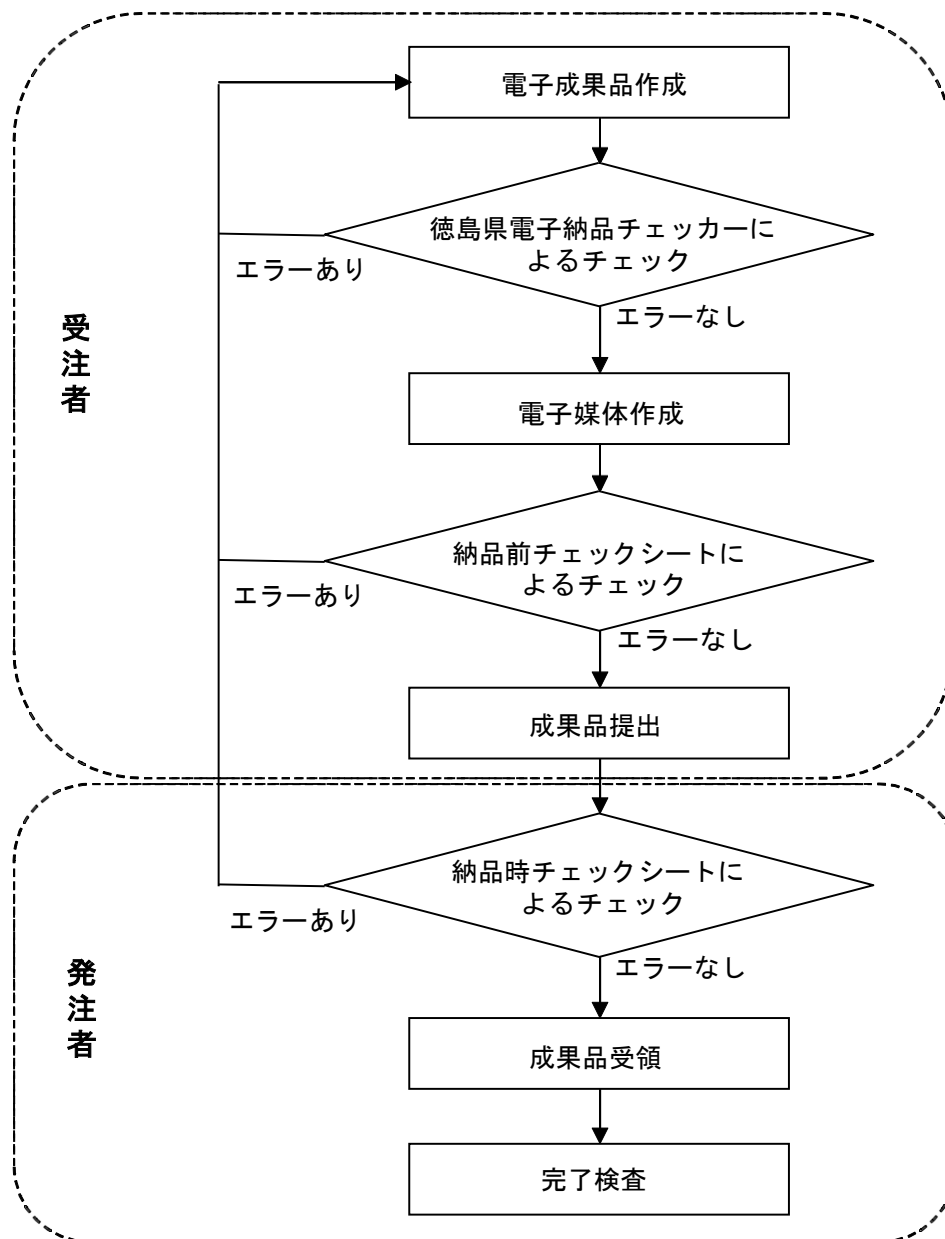 電子成果品作成
徳島県電子納品チェッカーに
よるチェック
エラーあり
エラーなし
受注者
電子媒体作成
納品前チェックシートに
よるチェック
エラーあり
エラーなし
成果品提出
納品時チェックシートに
よるチェック
エラーあり
エラーなし
発注者
成果品受領
完了検査